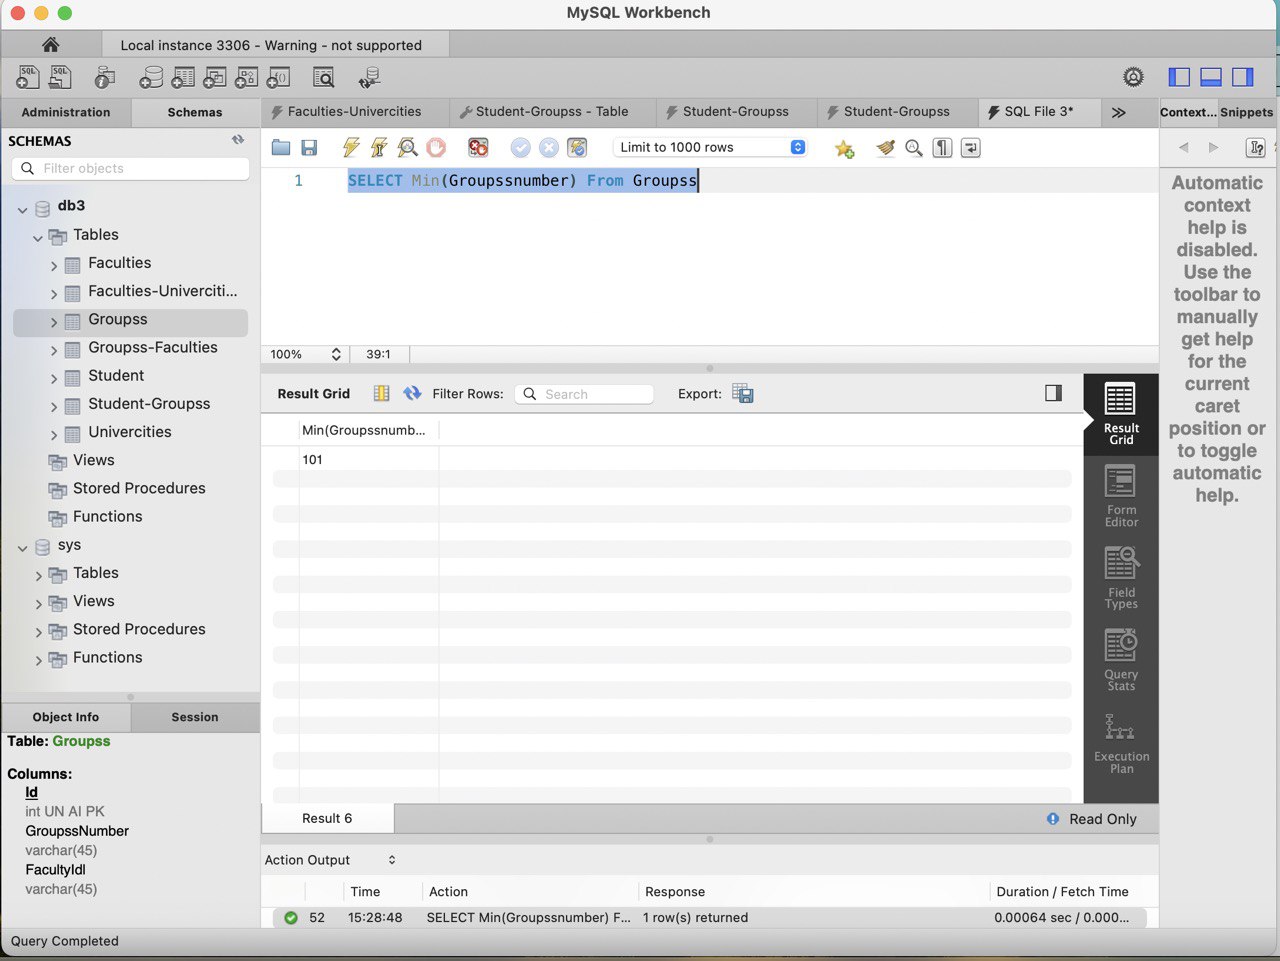 MySQL Workbench
Local instance 3306 - Warning - not supported
SQL
SQL
Administration
Schemas
Faculties-Univercities
Student-Groupss - Table
Student-Groupss
Student-Groupss
SQL File 3*
Context...
Snippets
SCHEMAS
Filter objects
Limit to 1000 rows
1
SELECT Min(Groupssnumber) From Groupss
db3
Tables
Faculties
Faculties-Universiti...
Groupss
Groupss-Faculties
Student
Student-Groupss
Univercities
Views
Stored Procedures
Functions
sys
Tables
Views
Stored Procedures
Functions
Automatic
context
help is
disabled.
Use the
toolbar to
manually
get help
for the
current
caret
position or
to toggle
automatic
help.
100%
39:1
Result Grid
Filter Rows:
Search
Export:
Min(Groupssnumb...
101
Result
Grid
Form
Editor
Field
Types
Query
Stats
Execution
Plan
Object Info
Session
Table: Groupss
Columns:
Id
int UN AI PK
GroupssNumber
varchar(45)
FacultyIdl
varchar(45)
Result 6
Read Only
Action Output
Time
Action
Response
Duration / Fetch Time
52
15:28:48
SELECT Min(Groupssnumber) F...
1 row(s) returned
0.00064 sec / 0.000...
Query Completed